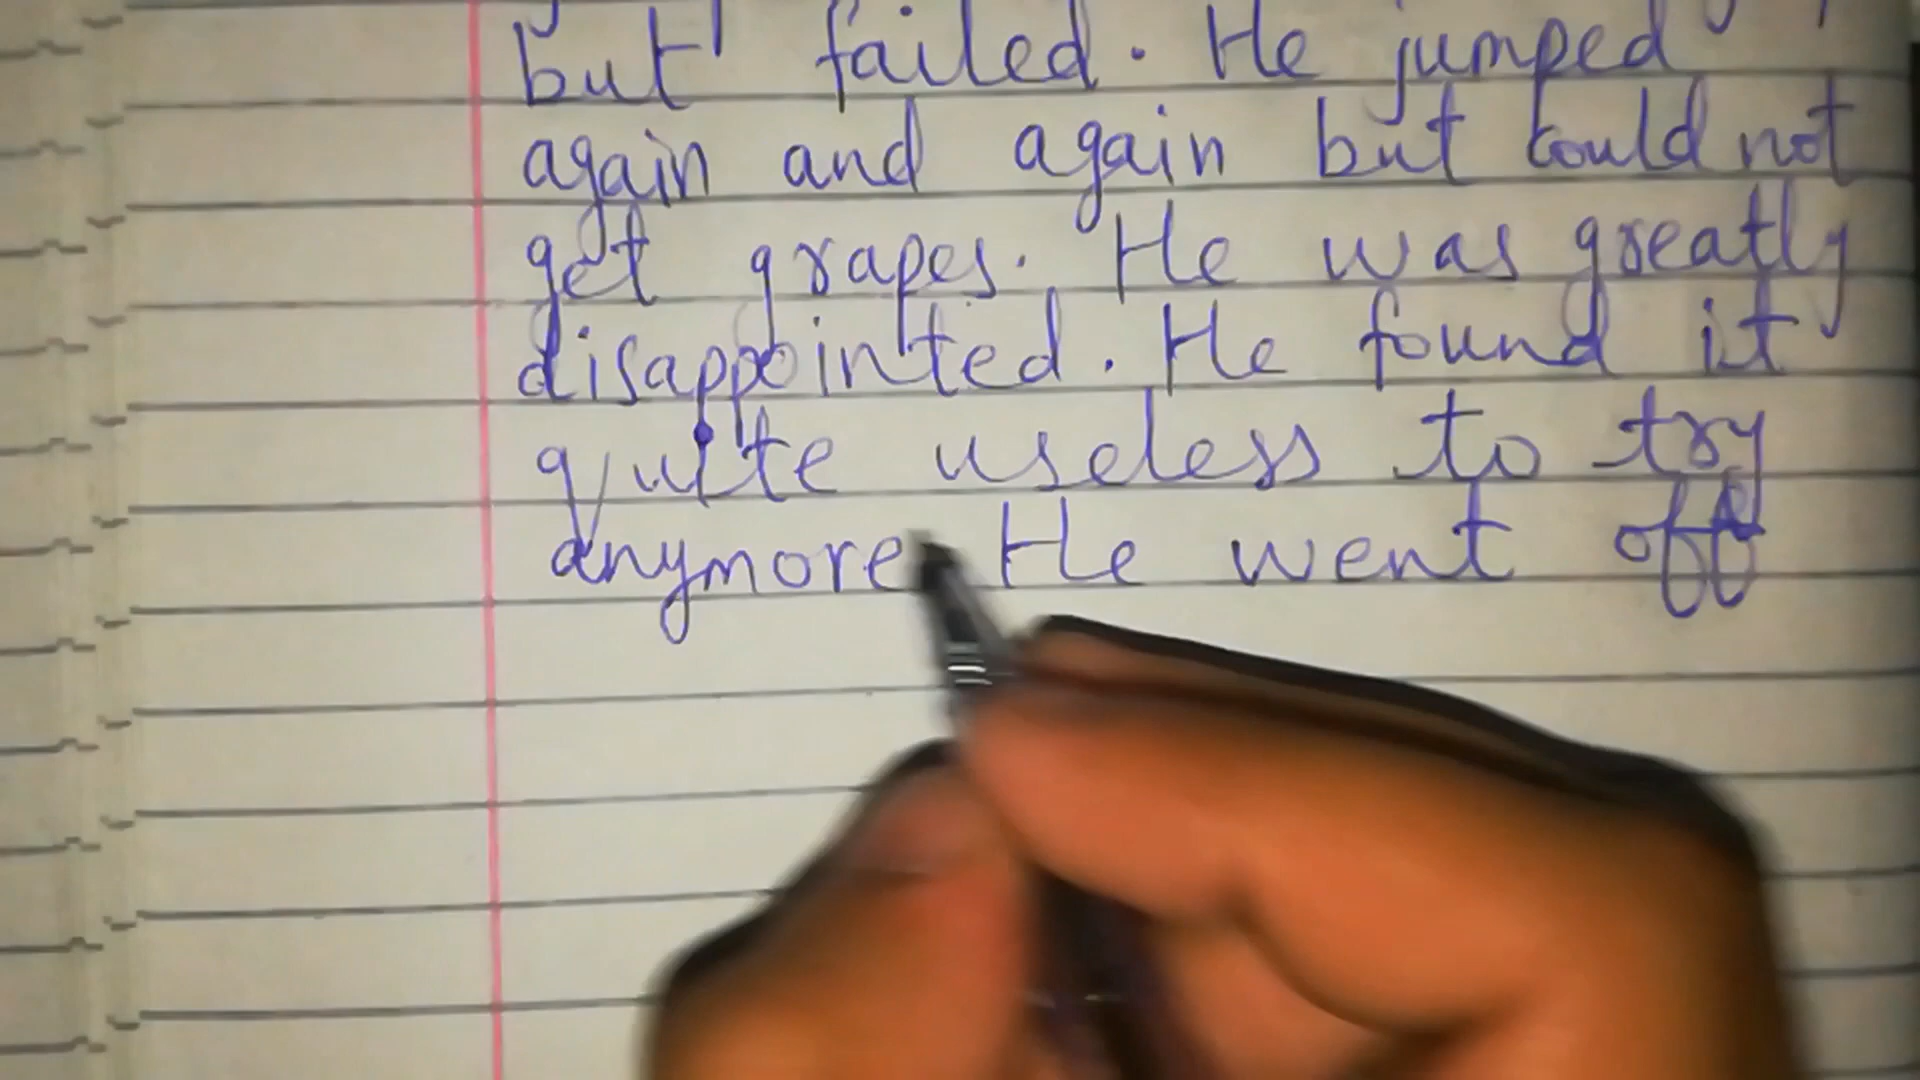 but failed. He jumped
again and again but could not
get grapes. He was greatly
disappointed. He found it
quite useless to try
anymore He went off